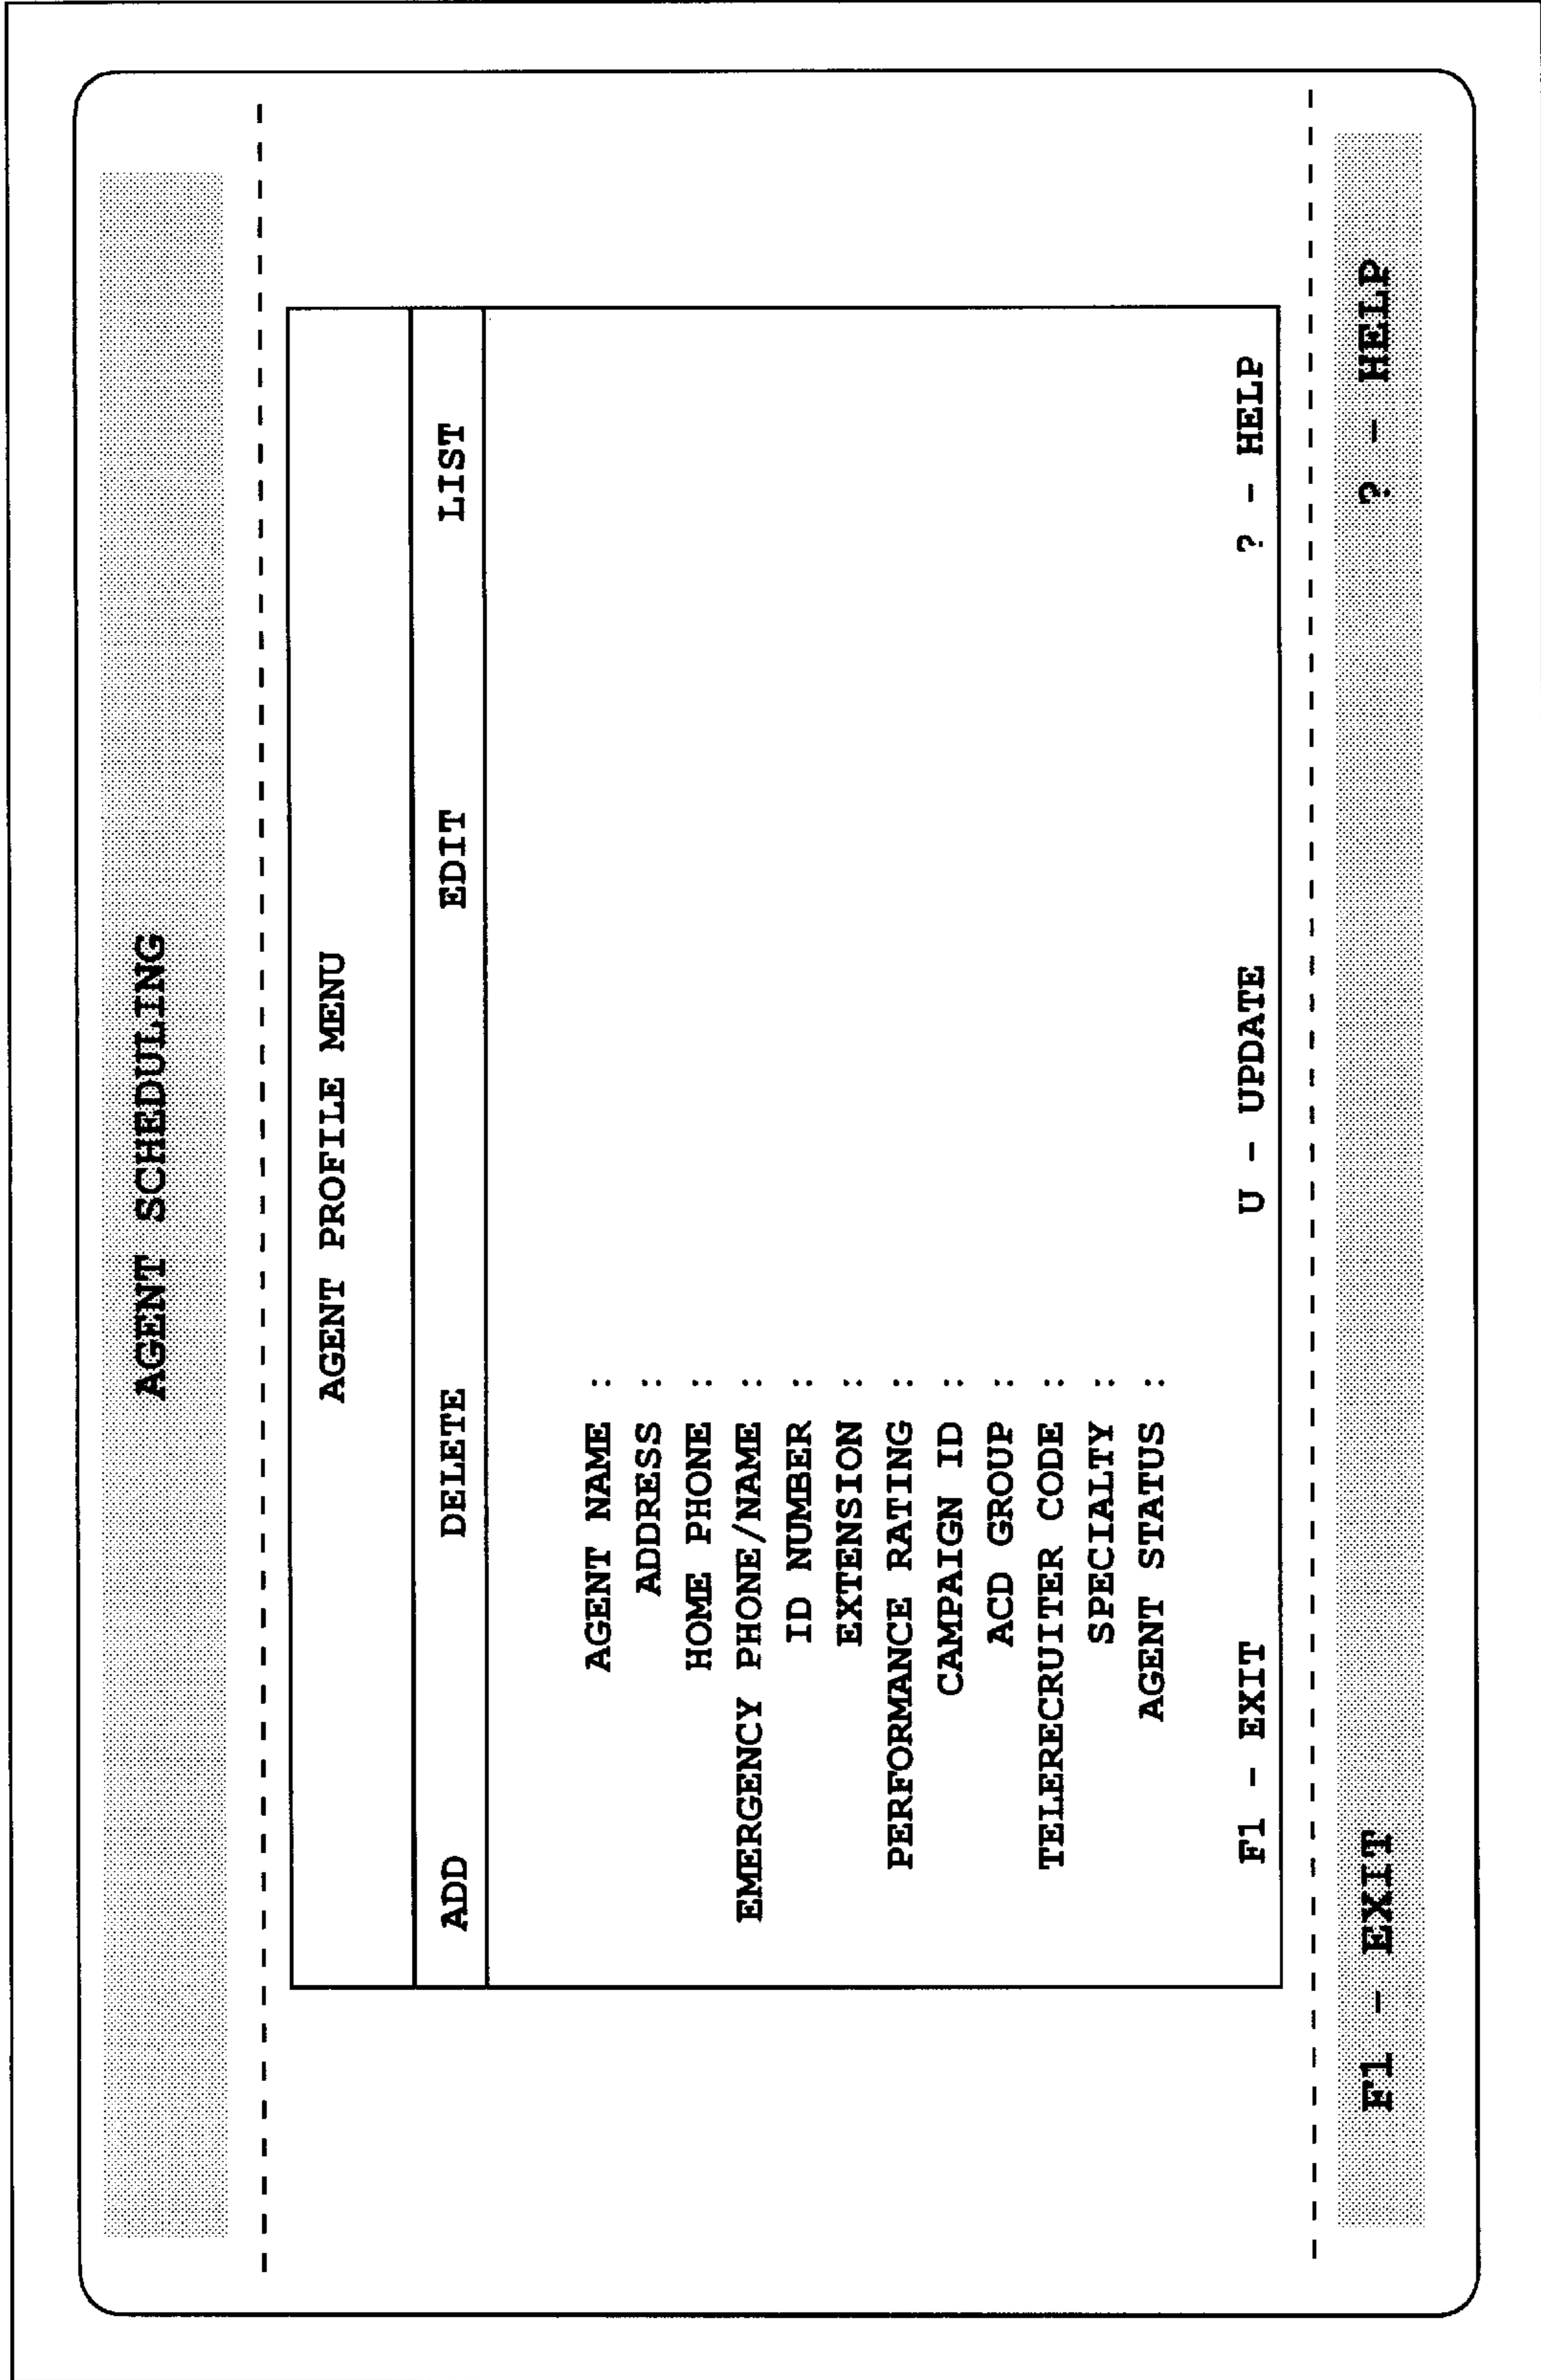 AGENT SCHEDULING
AGENT PROFILE MENU
ADD DELETE EDIT LIST
AGENT NAME :
ADDRESS :
HOME PHONE :
EMERGENCY PHONE/NAME :
ID NUMBER :
EXTENSION :
PERFORMANCE RATING :
CAMPAIGN ID :
ACD GROUP :
TELERECRUITER CODE :
SPECIALTY :
AGENT STATUS :
F1 - EXIT U - UPDATE ? - HELP
F1 - EXIT ? - HELP